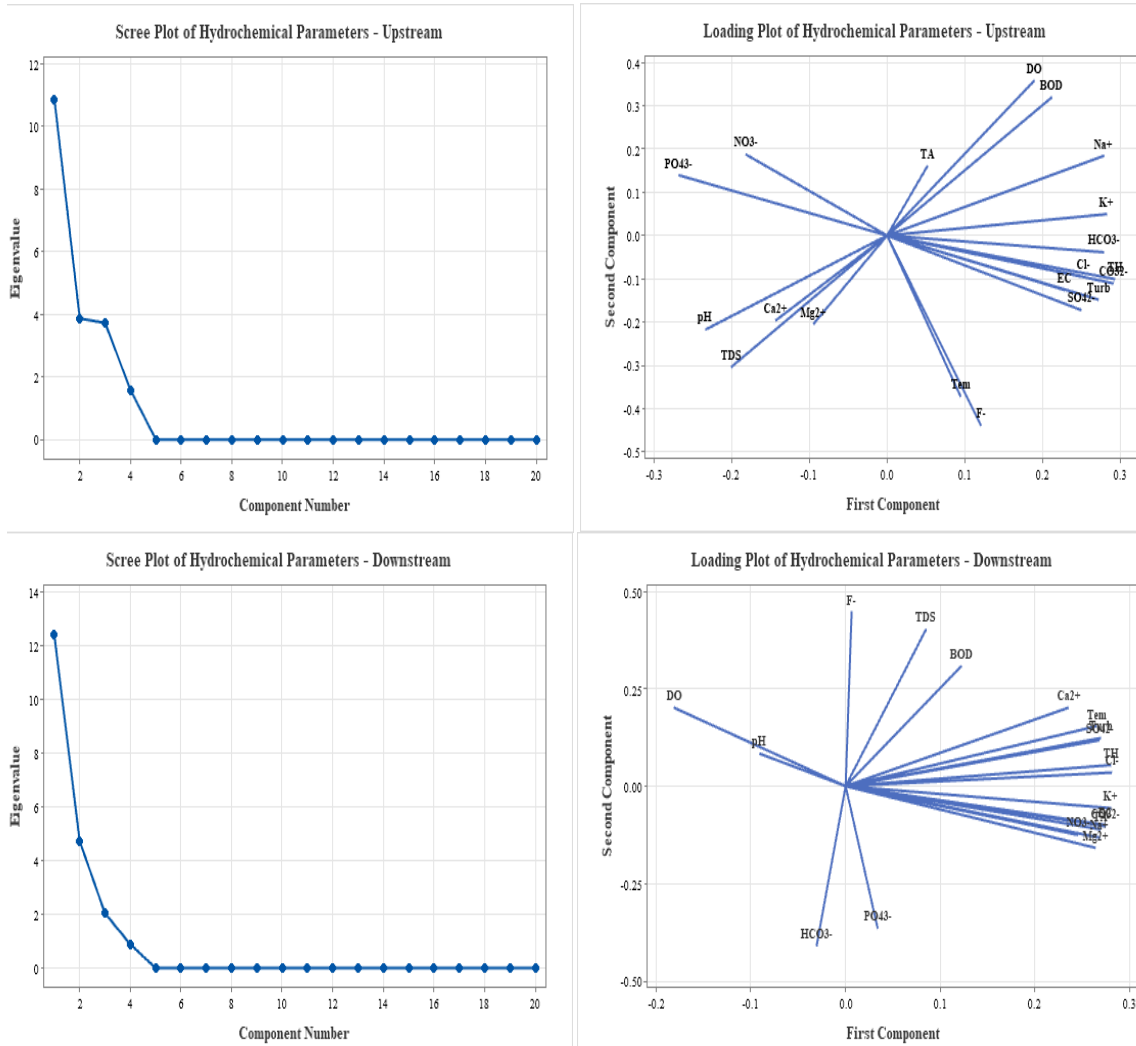 Scree Plot of Hydrochemical Parameters - Upstream
12
10
8
6
4
2
0
Eigenvalue
2 4 6 8 10 12 14 16 18 20
Component Number
Loading Plot of Hydrochemical Parameters - Upstream
0.4
0.3
0.2
0.1
0.0
-0.1
-0.2
-0.3
-0.4
-0.5
Second Component
DO
BOD
NO3-
TA
Na+
PO43-
K+
HCO3-
Cl-
TH
CO32-
EC
Turb
SO42-
pH
Ca2+
Mg2+
TDS
Tem
F-
-0.3 -0.2 -0.1 0.0 0.1 0.2 0.3
First Component
Scree Plot of Hydrochemical Parameters - Downstream
14
12
10
8
6
4
2
0
Eigenvalue
2 4 6 8 10 12 14 16 18 20
Component Number
Loading Plot of Hydrochemical Parameters - Downstream
0.50
0.25
0.00
-0.25
-0.50
Second Component
F-
TDS
BOD
DO
Ca2+
Tem
Turb
SO42-
pH
TH
Cl-
K+
CO32-
NO3-
Na+
Mg2+
PO43-
HCO3-
-0.2 -0.1 0.0 0.1 0.2 0.3
First Component